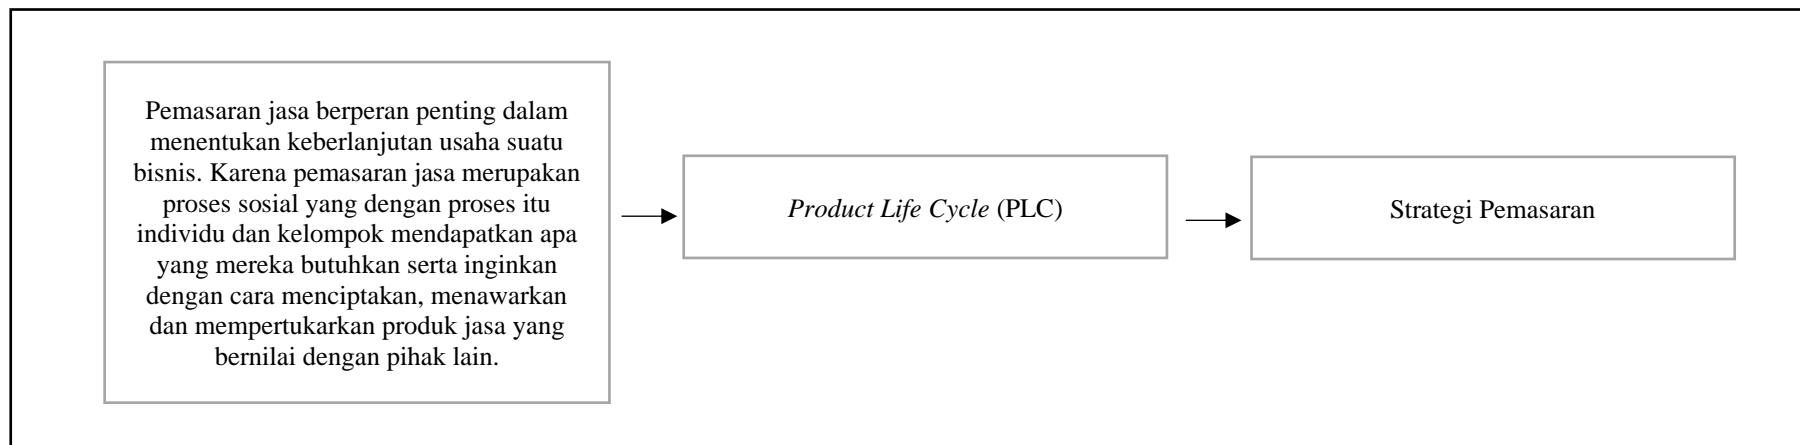 Pemasaran jasa berperan penting dalam
menentukan keberlanjutan usaha suatu
bisnis. Karena pemasaran jasa merupakan
proses sosial yang dengan proses itu
individu dan kelompok mendapatkan apa
yang mereka butuhkan serta inginkan
dengan cara menciptakan, menawarkan
dan mempertukarkan produk jasa yang
bernilai dengan pihak lain.
Product Life Cycle (PLC)
Strategi Pemasaran